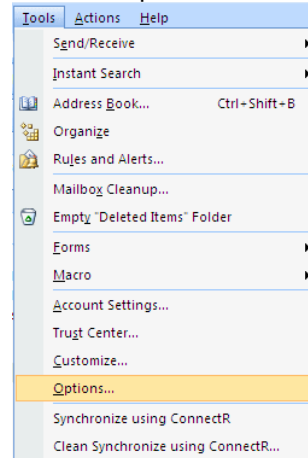 Tools Actions Help
Send/Receive
Instant Search
Address Book... Ctrl+Shift+B
Organize
Rules and Alerts...
Mailbox Cleanup...
Empty "Deleted Items" Folder
Forms
Macro
Account Settings...
Trust Center...
Customize...
Options...
Synchronize using ConnectR
Clean Synchronize using ConnectR...